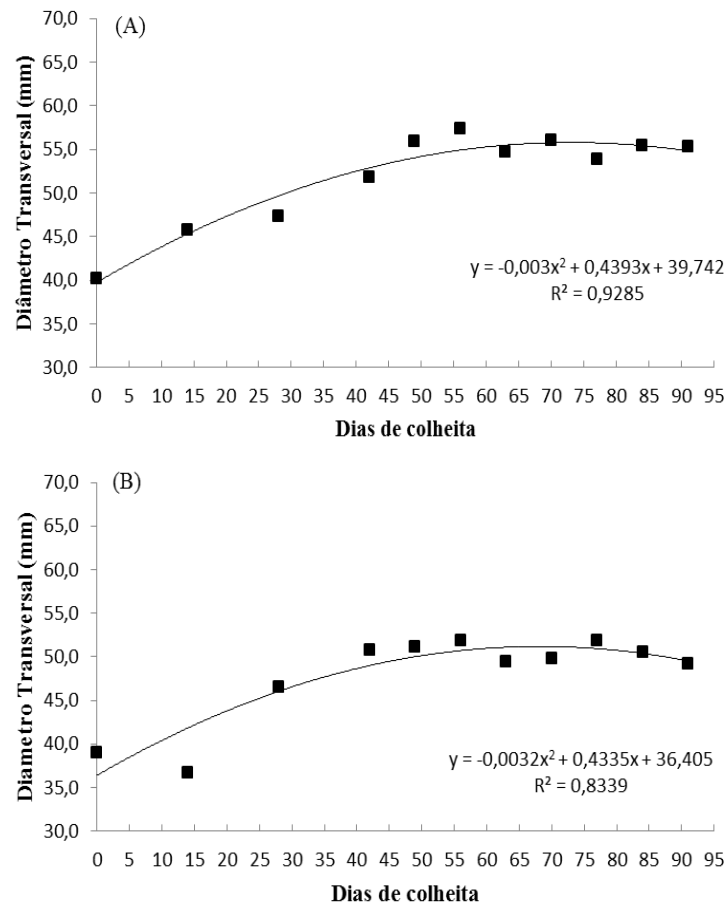 (A)
Diâmetro Transversal (mm)
70,0
65,0
60,0
55,0
50,0
45,0
40,0
35,0
30,0
y = -0,003x² + 0,4393x + 39,742
R² = 0,9285
0 5 10 15 20 25 30 35 40 45 50 55 60 65 70 75 80 85 90 95
Dias de colheita
(B)
Diametro Transversal (mm)
70,0
65,0
60,0
55,0
50,0
45,0
40,0
35,0
30,0
y = -0,0032x² + 0,4335x + 36,405
R² = 0,8339
0 5 10 15 20 25 30 35 40 45 50 55 60 65 70 75 80 85 90 95
Dias de colheita